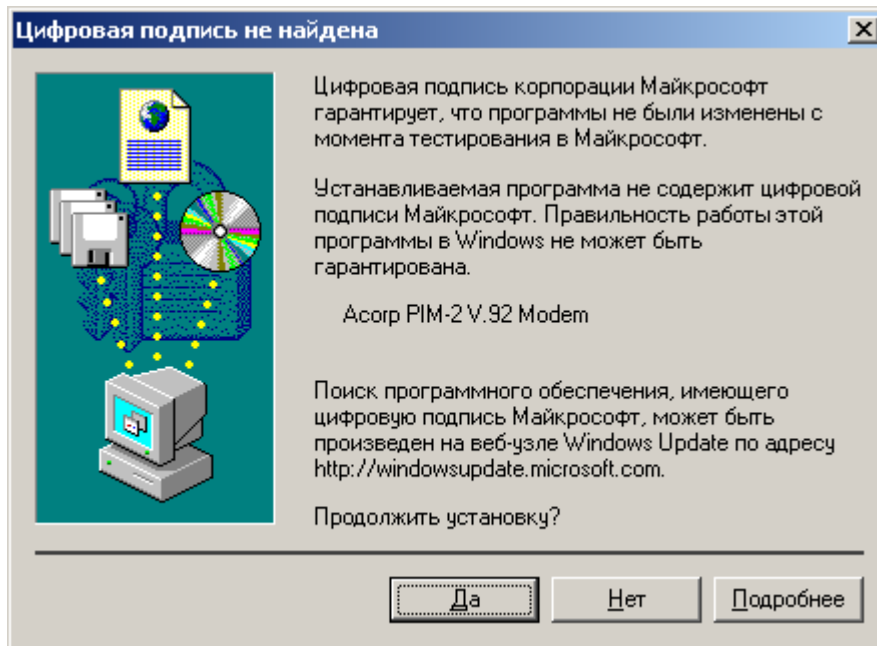 Цифровая подпись не найдена
Цифровая подпись корпорации Майкрософт
гарантирует, что программы не были изменены с
момента тестирования в Майкрософт.
Устанавливаемая программа не содержит цифровой
подписи Майкрософт. Правильность работы этой
программы в Windows не может быть
гарантирована.
Acorp PIM-2 V.92 Modem
Поиск программного обеспечения, имеющего
цифровую подпись Майкрософт, может быть
произведен на веб-узле Windows Update по адресу
http://windowsupdate.microsoft.com.
Продолжить установку?
Да Нет Подробнее